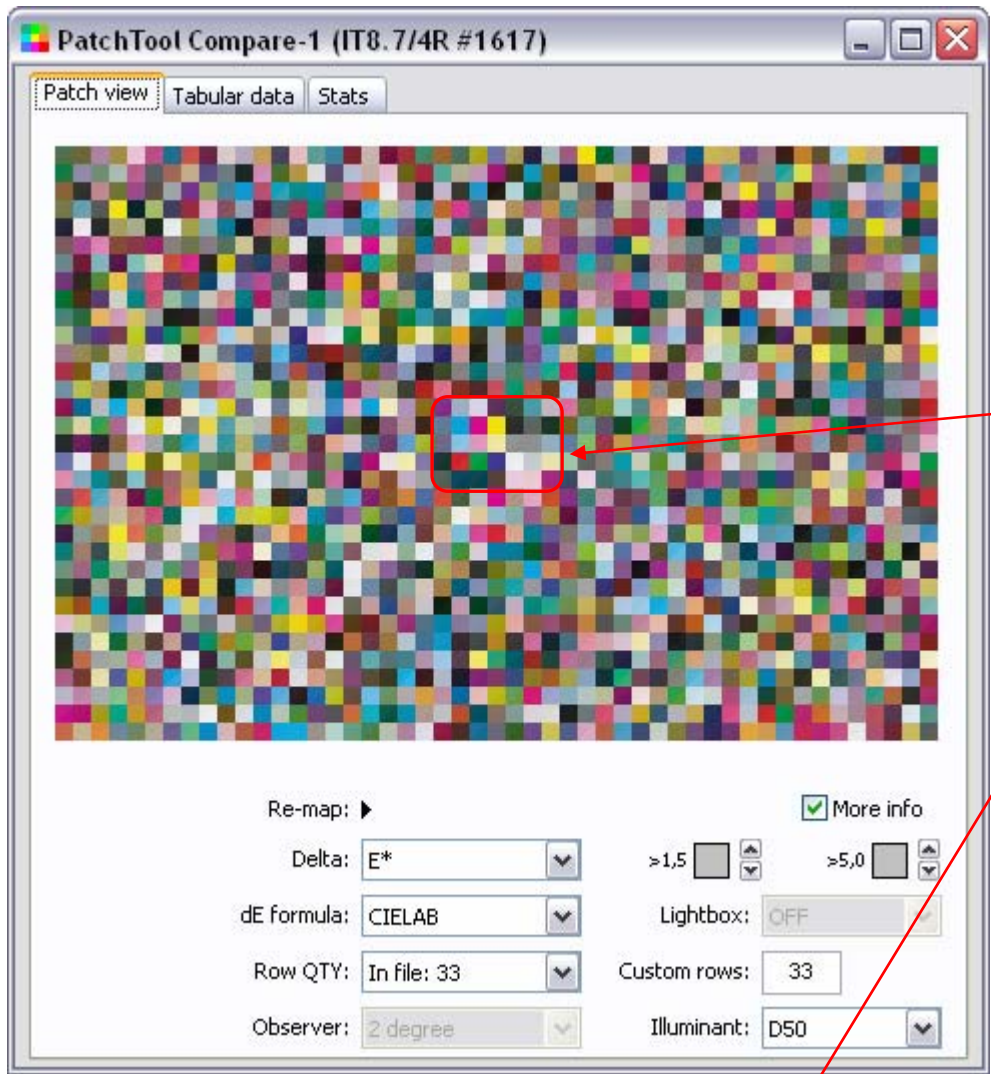 PatchTool Compare-1 (IT8.7/4R #1617)
Patch view Tabular data Stats
Re-map: More info
Delta: E* >1,5 >5,0
dE formula: CIELAB Lightbox: OFF
Row QTY: In file: 33 Custom rows: 33
Observer: 2 degree Illuminant: D50